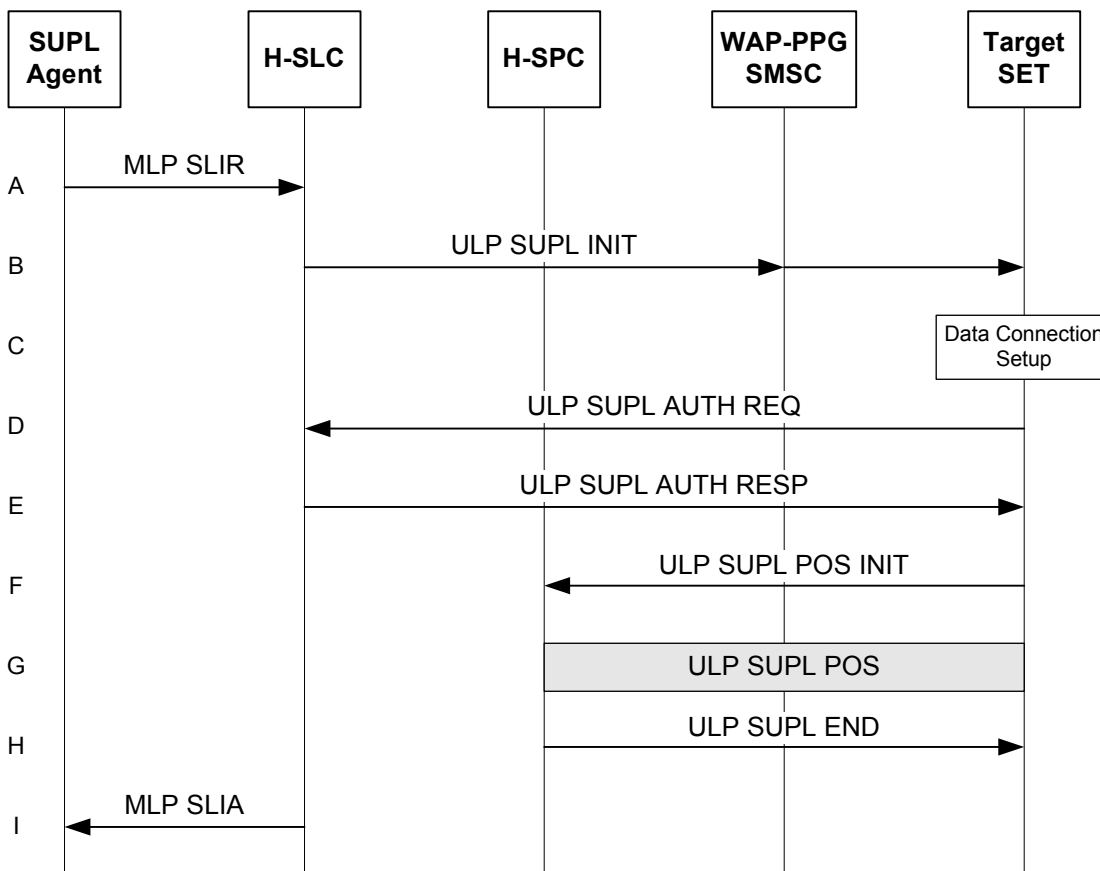 SUPL
Agent
H-SLC
H-SPC
WAP-PPG
SMSC
Target
SET
A
MLP SLIR
B
ULP SUPL INIT
C
Data Connection
Setup
D
ULP SUPL AUTH REQ
E
ULP SUPL AUTH RESP
F
ULP SUPL POS INIT
G
ULP SUPL POS
H
ULP SUPL END
I
MLP SLIA